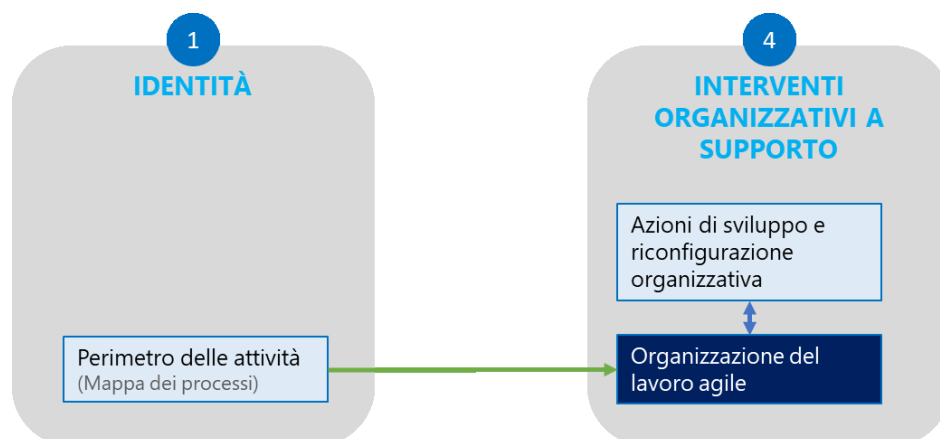 1
IDENTITÀ
Perimetro delle attività
(Mappa dei processi)
4
INTERVENTI
ORGANIZZATIVI A
SUPPORTO
Azioni di sviluppo e
riconfigurazione
organizzativa
Organizzazione del
lavoro agile